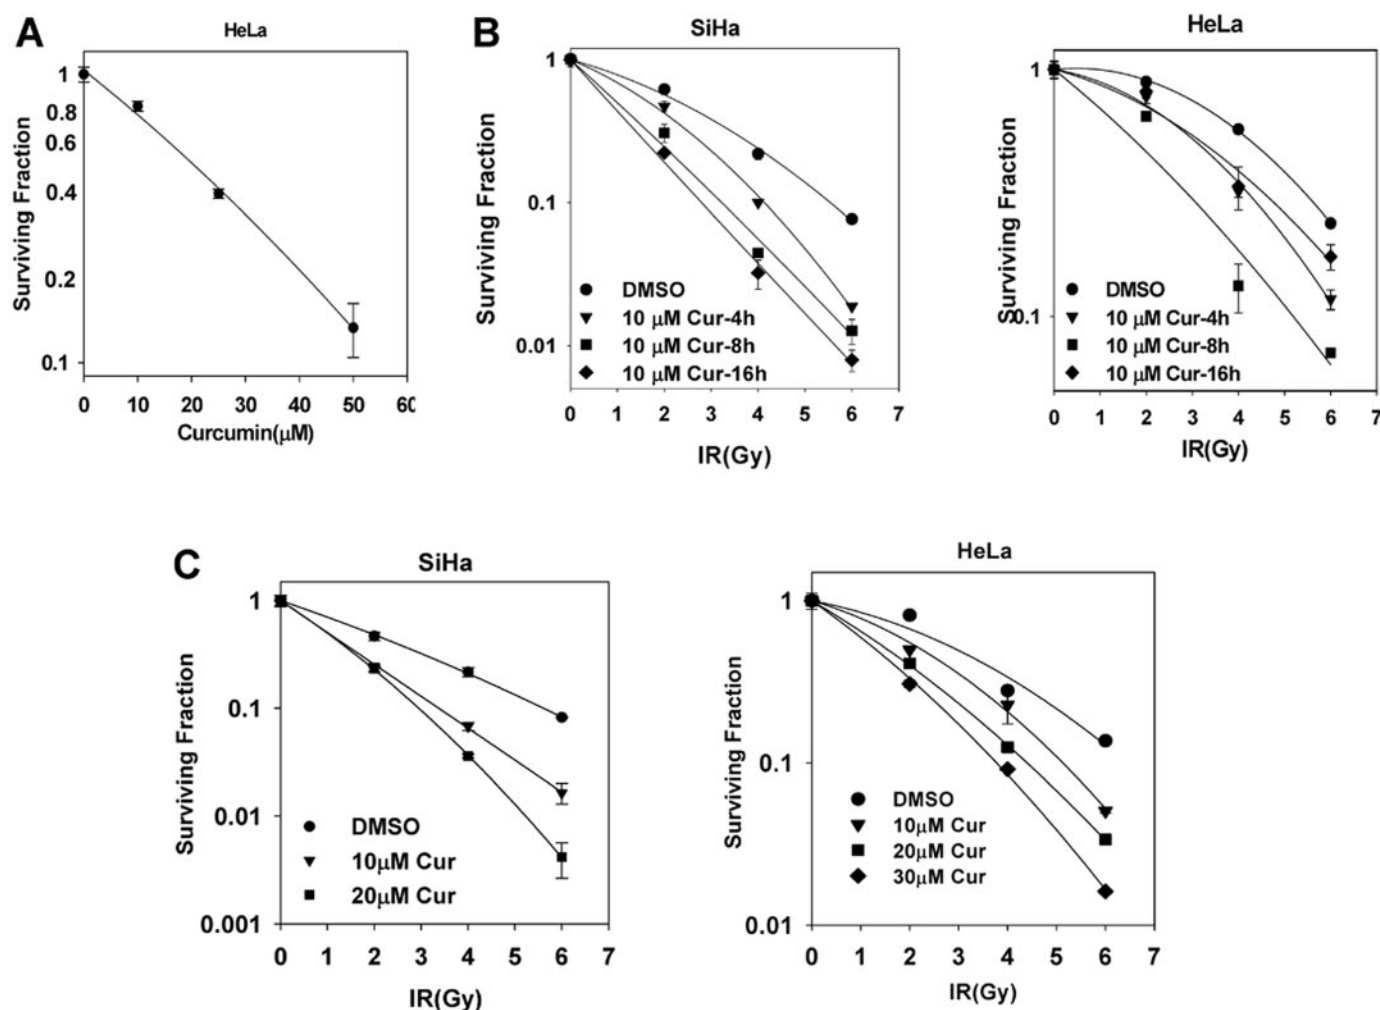 A
HeLa
Surviving Fraction
1
0.8
0.6
0.4
0.2
0.1
0 10 20 30 40 50 60
Curcumin(μM)
B
SiHa
Surviving Fraction
1
0.1
0.01
DMSO
10 μM Cur-4h
10 μM Cur-8h
10 μM Cur-16h
0 1 2 3 4 5 6 7
IR(Gy)
HeLa
Surviving Fraction
1
0.1
DMSO
10 μM Cur-4h
10 μM Cur-8h
10 μM Cur-16h
0 1 2 3 4 5 6 7
IR(Gy)
C
SiHa
Surviving Fraction
1
0.1
0.01
0.001
DMSO
10μM Cur
20μM Cur
0 1 2 3 4 5 6 7
IR(Gy)
HeLa
Surviving Fraction
1
0.1
0.01
DMSO
10μM Cur
20μM Cur
30μM Cur
0 1 2 3 4 5 6 7
IR(Gy)